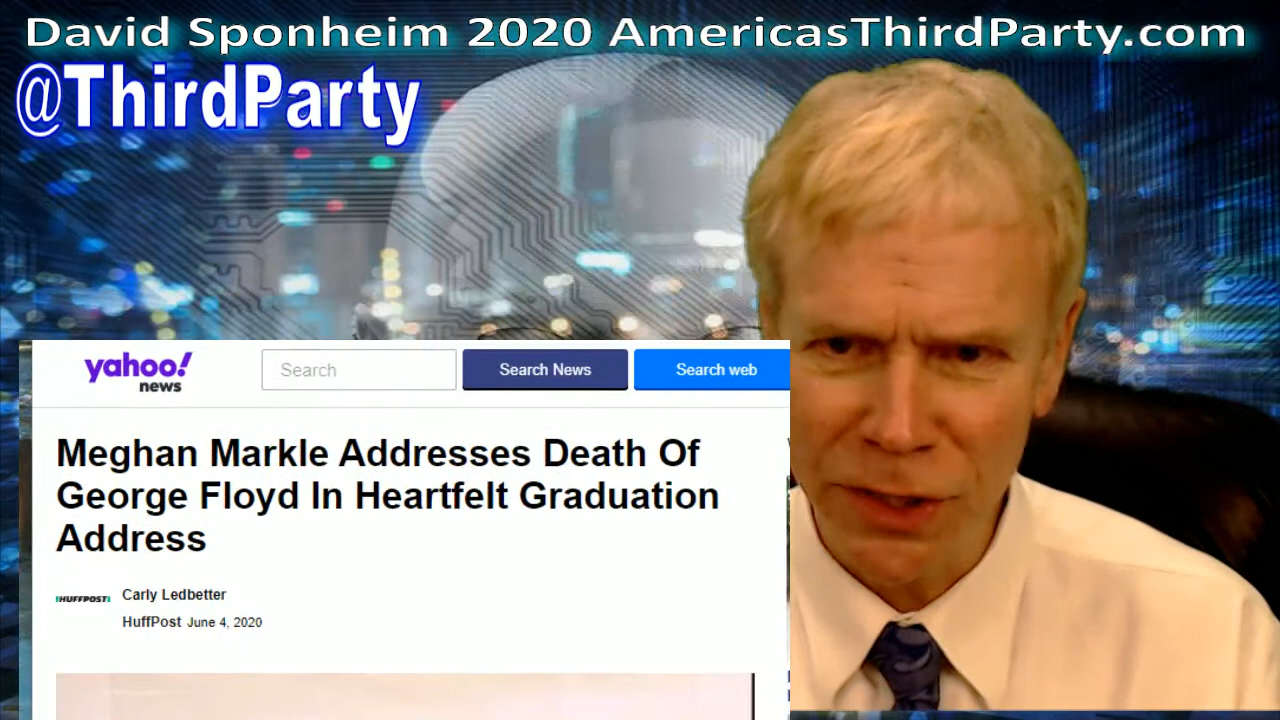 David Sponheim 2020 AmericasThirdParty.com
@ThirdParty
yahoo!
news
Search
Search News
Search web
Meghan Markle Addresses Death Of
George Floyd In Heartfelt Graduation
Address
HUFFPOST
Carly Ledbetter
HuffPost June 4, 2020